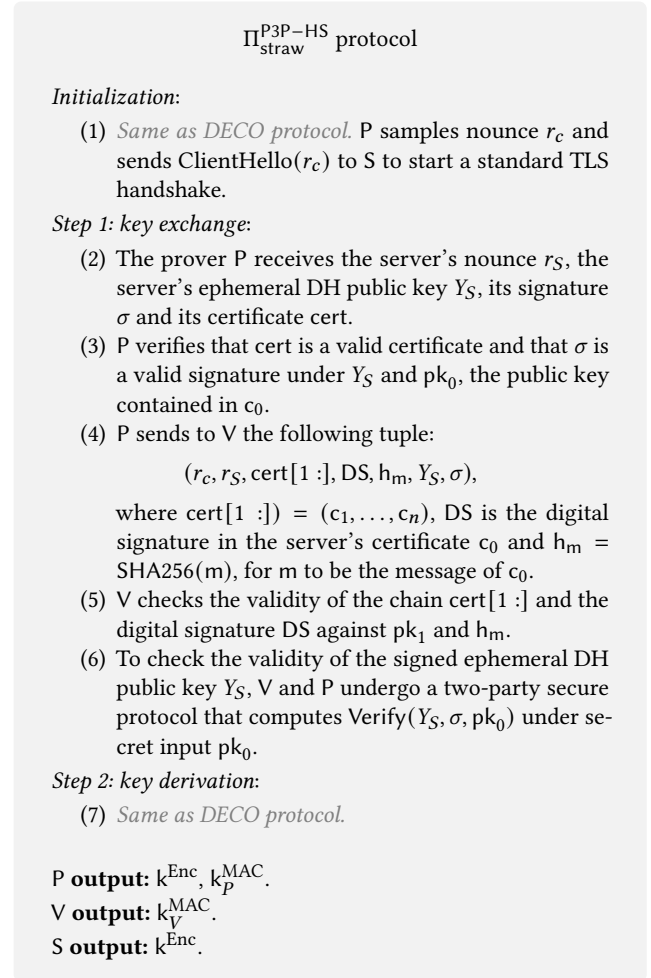 Π^{P3P−HS}_{straw} protocol
Initialization:
(1) Same as DECO protocol. P samples nounce r_c and
sends ClientHello(r_c) to S to start a standard TLS
handshake.
Step 1: key exchange:
(2) The prover P receives the server's nounce r_S, the
server's ephemeral DH public key Y_S, its signature
σ and its certificate cert.
(3) P verifies that cert is a valid certificate and that σ is
a valid signature under Y_S and pk_0, the public key
contained in c_0.
(4) P sends to V the following tuple:
(r_c, r_S, cert[1 :], DS, h_m, Y_S, σ),
where cert[1 :]) = (c_1, . . . , c_n), DS is the digital
signature in the server's certificate c_0 and h_m =
SHA256(m), for m to be the message of c_0.
(5) V checks the validity of the chain cert[1 :] and the
digital signature DS against pk_1 and h_m.
(6) To check the validity of the signed ephemeral DH
public key Y_S, V and P undergo a two-party secure
protocol that computes Verify(Y_S, σ, pk_0) under se-
cret input pk_0.
Step 2: key derivation:
(7) Same as DECO protocol.
P output: k^{Enc}, k_P^{MAC}.
V output: k_V^{MAC}.
S output: k^{Enc}.